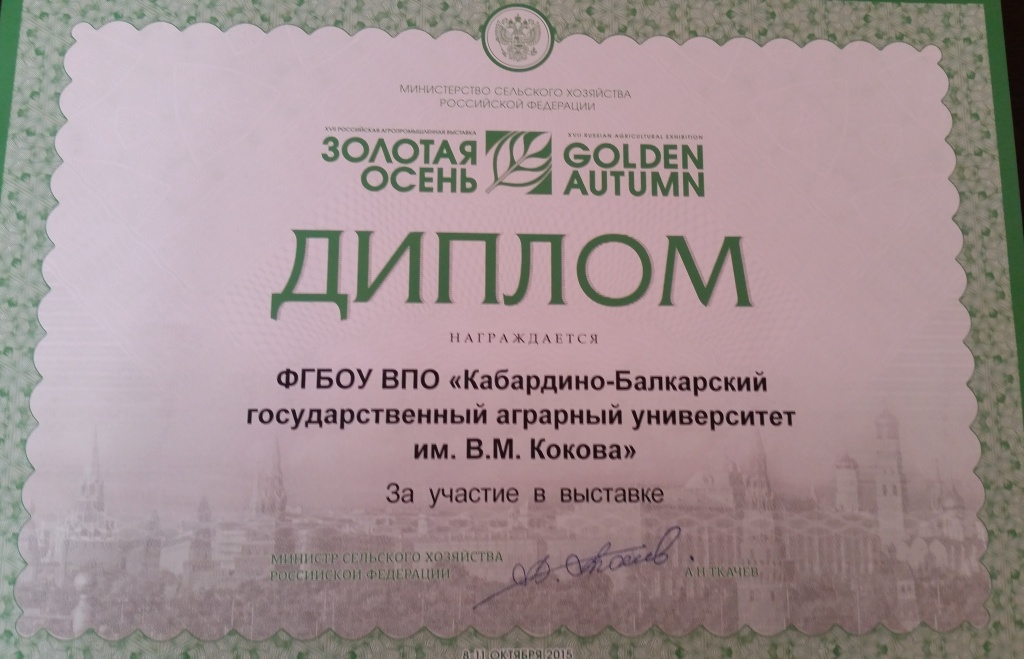 МИНИСТЕРСТВО СЕЛЬСКОГО ХОЗЯЙСТВА
РОССИЙСКОЙ ФЕДЕРАЦИИ
XVII РОССИЙСКАЯ АГРОПРОМЫШЛЕННАЯ ВЫСТАВКА
ЗОЛОТАЯ
ОСЕНЬ
XVII RUSSIAN AGRICULTURAL EXHIBITION
GOLDEN
AUTUMN
ДИПЛОМ
НАГРАЖДАЕТСЯ
ФГБОУ ВПО «Кабардино-Балкарский
государственный аграрный университет
им. В.М. Кокова»
За участие в выставке
МИНИСТР СЕЛЬСКОГО ХОЗЯЙСТВА
РОССИЙСКОЙ ФЕДЕРАЦИИ
А.Н.ТКАЧЕВ
8-11 ОКТЯБРЯ 2015